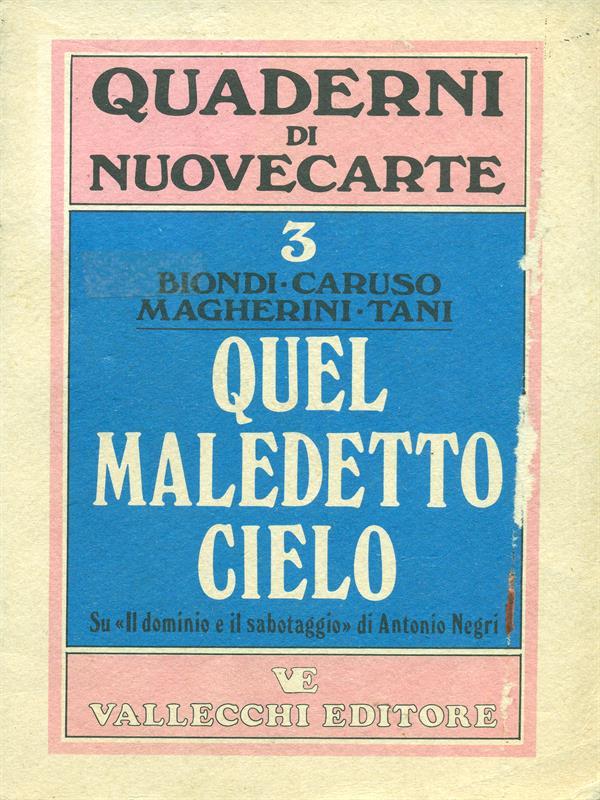 QUADERNI
DI
NUOVECARTE
3
BIONDI·CARUSO
MAGHERINI·TANI
QUEL
MALEDETTO
CIELO
Su «Il dominio e il sabotaggio» di Antonio Negri
VE
VALLECCHI EDITORE